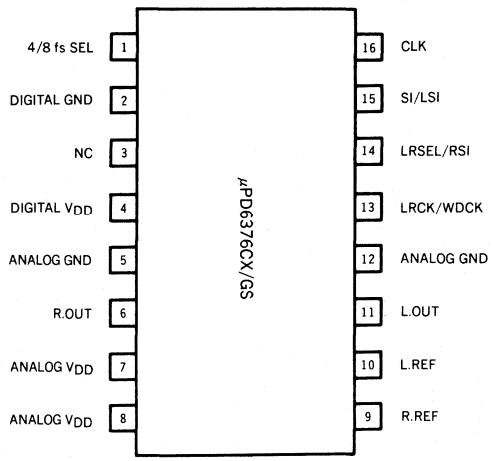 4/8 fs SEL 1
DIGITAL GND 2
NC 3
DIGITAL VDD 4
ANALOG GND 5
R.OUT 6
ANALOG VDD 7
ANALOG VDD 8
μPD6376CX/GS
16 CLK
15 SI/LSI
14 LRSEL/RSI
13 LRCK/WDCK
12 ANALOG GND
11 L.OUT
10 L.REF
9 R.REF